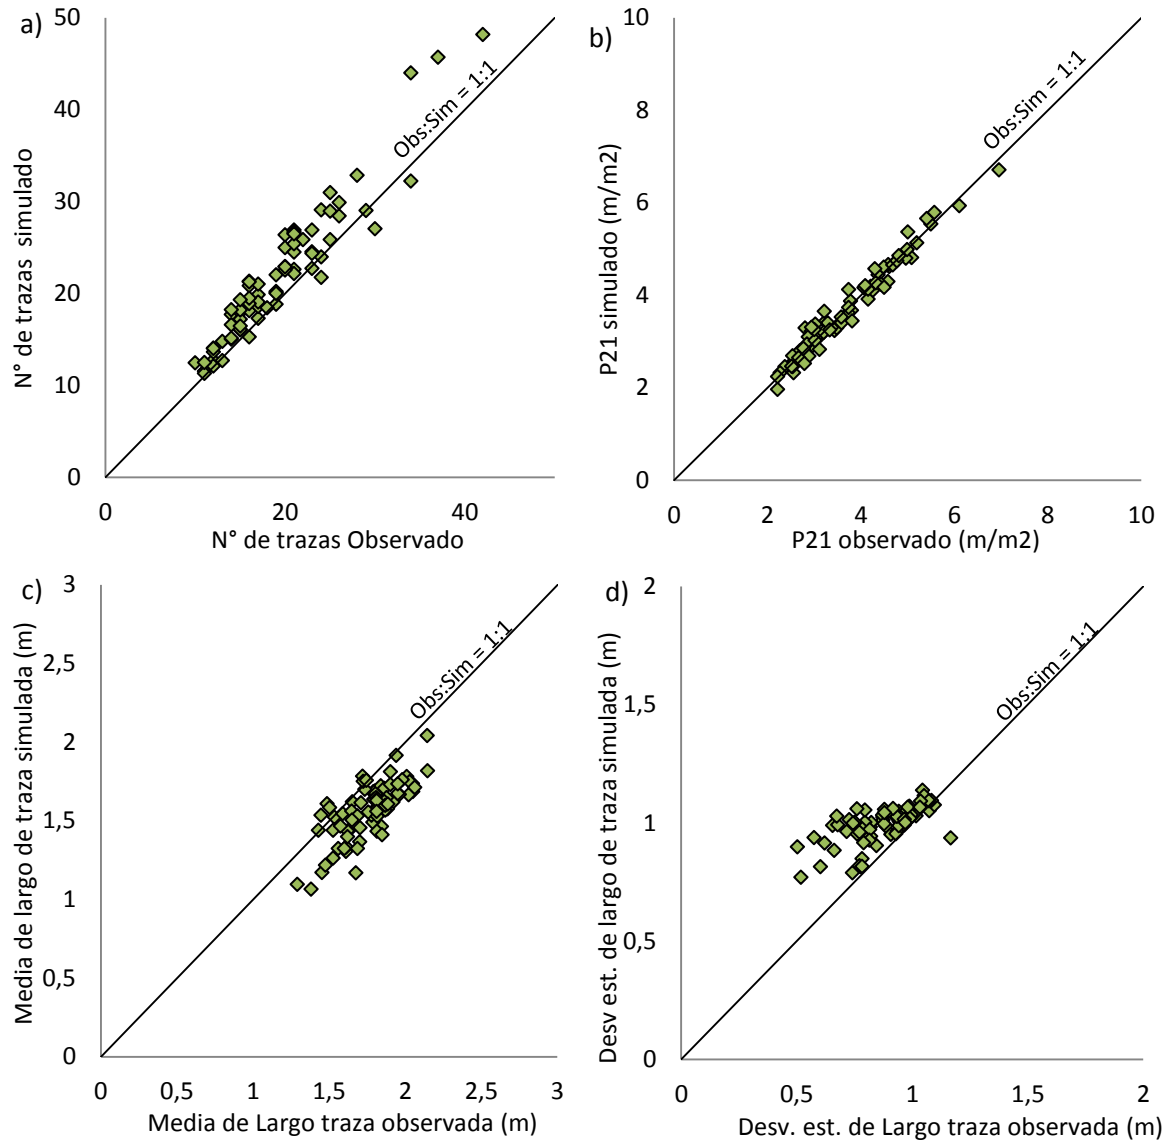 a)
50
40
30
20
10
0
N° de trazas simulado
Obs:Sim = 1:1
0
20
40
N° de trazas Observado
b)
10
8
6
4
2
0
P21 simulado (m/m2)
Obs:Sim = 1:1
0
2
4
6
8
10
P21 observado (m/m2)
c)
3
2,5
2
1,5
1
0,5
0
Media de largo de traza simulada (m)
Obs:Sim = 1:1
0
0,5
1
1,5
2
2,5
3
Media de Largo traza observada (m)
d)
2
1,5
1
0,5
0
Desv est. de largo de traza simulada (m)
Obs:Sim = 1:1
0
0,5
1
1,5
2
Desv. est. de Largo traza observada (m)